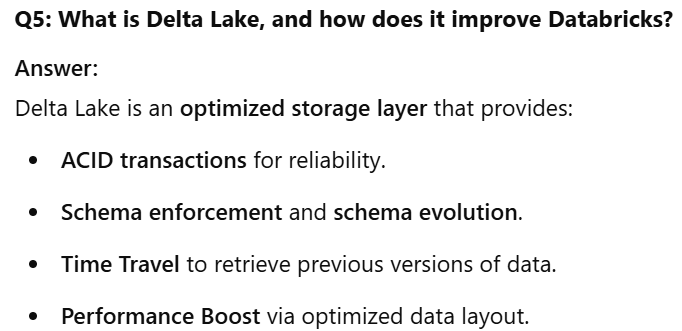 Q5: What is Delta Lake, and how does it improve Databricks?
Answer:
Delta Lake is an optimized storage layer that provides:
• ACID transactions for reliability.
• Schema enforcement and schema evolution.
• Time Travel to retrieve previous versions of data.
• Performance Boost via optimized data layout.